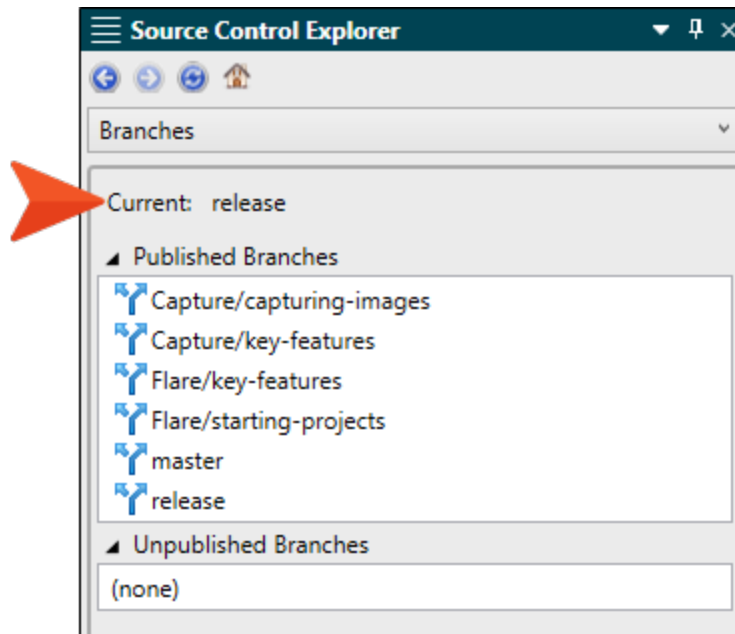 Source Control Explorer
Branches
Current: release
Published Branches
Capture/capturing-images
Capture/key-features
Flare/key-features
Flare/starting-projects
master
release
Unpublished Branches
(none)